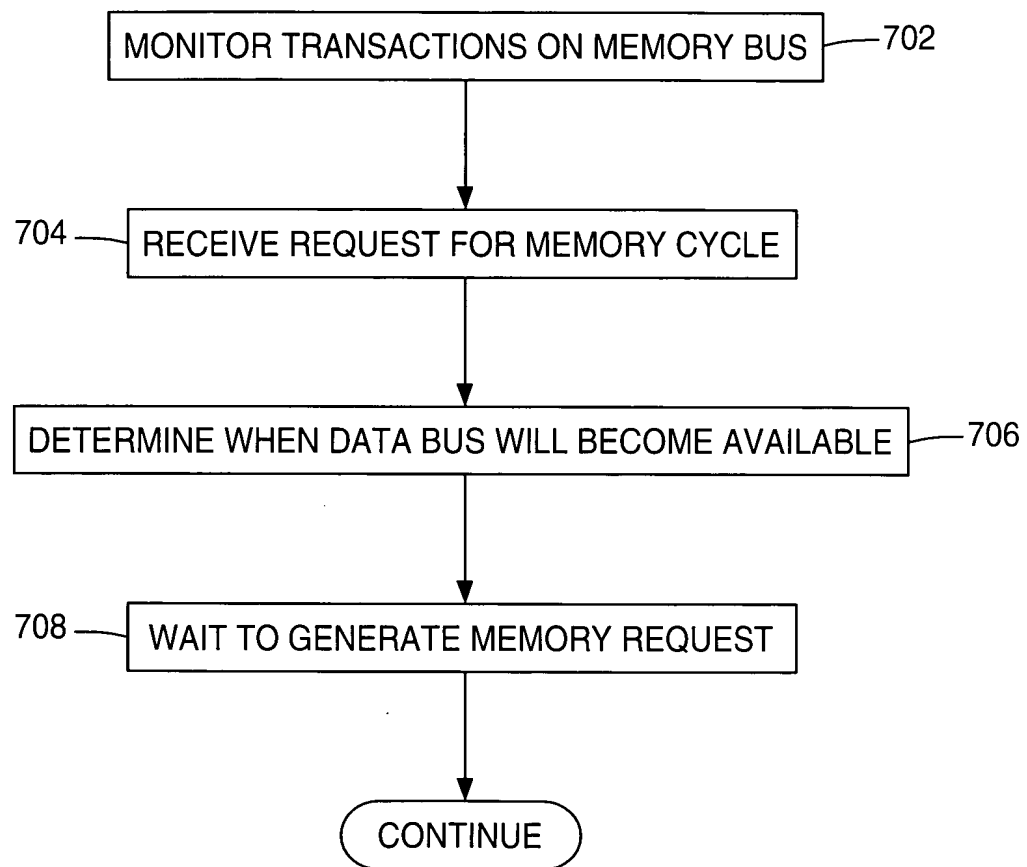 MONITOR TRANSACTIONS ON MEMORY BUS
702
704
RECEIVE REQUEST FOR MEMORY CYCLE
DETERMINE WHEN DATA BUS WILL BECOME AVAILABLE
706
708
WAIT TO GENERATE MEMORY REQUEST
CONTINUE